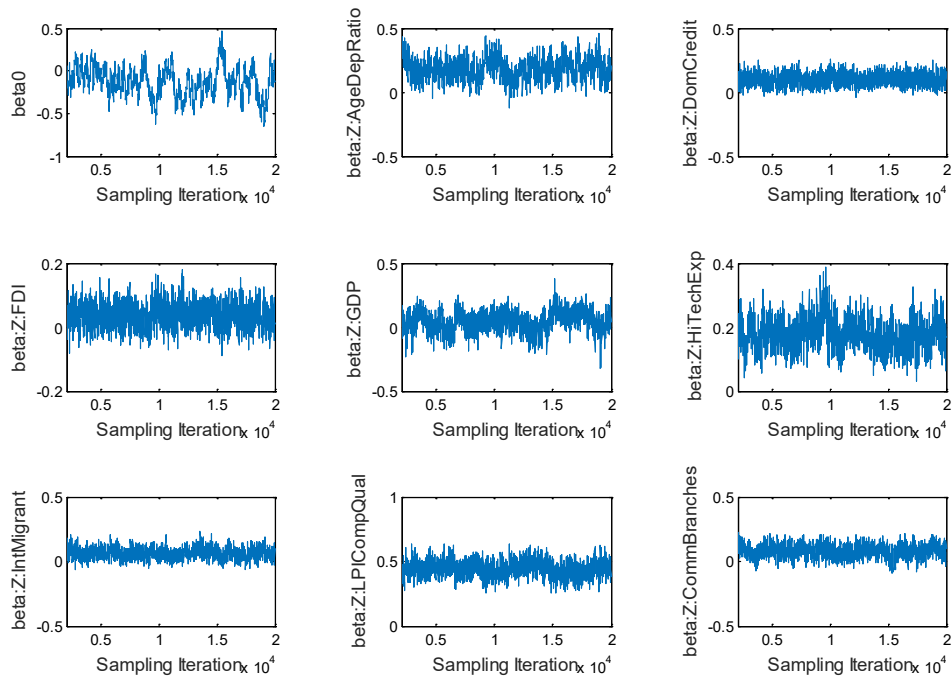 beta0
0.5
0
-0.5
-1
0.5 1 1.5 2
Sampling Iteration x 10^4
beta:Z:AgeDepRatio
0.5
0
-0.5
0.5 1 1.5 2
Sampling Iteration x 10^4
beta:Z:DomCredit
0.5
0
-0.5
0.5 1 1.5 2
Sampling Iteration x 10^4
beta:Z:FDI
0.2
0
-0.2
0.5 1 1.5 2
Sampling Iteration x 10^4
beta:Z:GDP
0.5
0
-0.5
0.5 1 1.5 2
Sampling Iteration x 10^4
beta:Z:HiTechExp
0.4
0.2
0
0.5 1 1.5 2
Sampling Iteration x 10^4
beta:Z:IntMigrant
0.5
0
-0.5
0.5 1 1.5 2
Sampling Iteration x 10^4
beta:Z:LPICompQual
1
0.5
0
0.5 1 1.5 2
Sampling Iteration x 10^4
beta:Z:CommBranches
0.5
0
-0.5
0.5 1 1.5 2
Sampling Iteration x 10^4